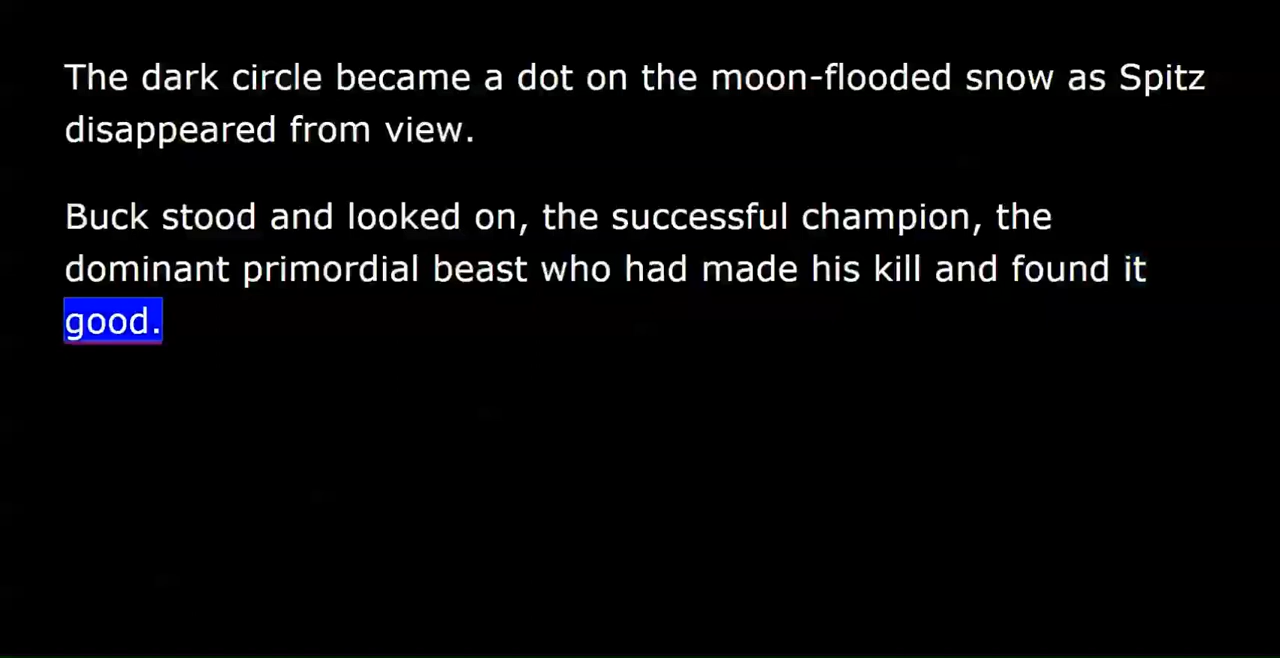 The dark circle became a dot on the moon-flooded snow as Spitz
disappeared from view.
Buck stood and looked on, the successful champion, the
dominant primordial beast who had made his kill and found it
good.